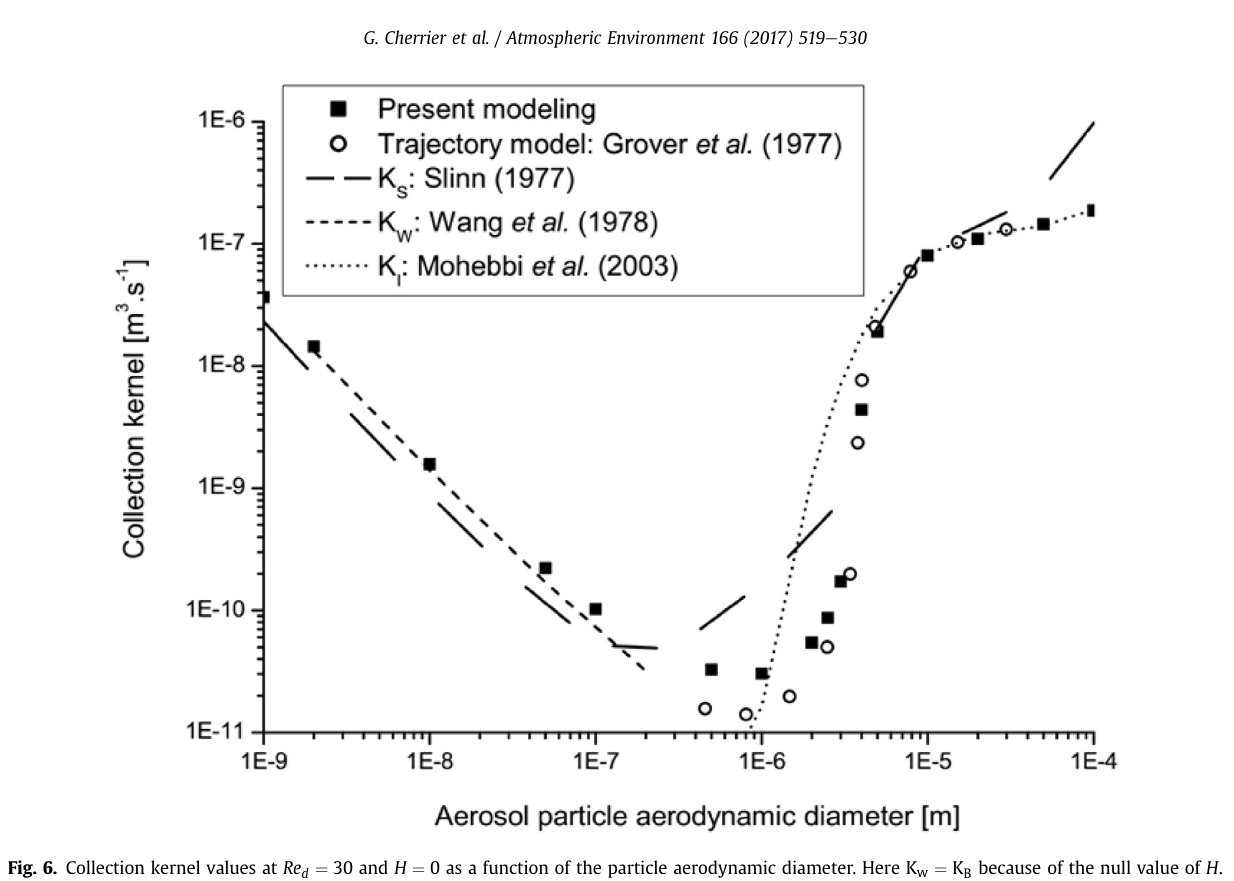 G. Cherrier et al. / Atmospheric Environment 166 (2017) 519–530
Present modeling
Trajectory model: Grover et al. (1977)
K_S: Slinn (1977)
K_W: Wang et al. (1978)
K_I: Mohebbi et al. (2003)
1E-6
1E-7
1E-8
1E-9
1E-10
1E-11
Collection kernel [m³.s⁻¹]
1E-9 1E-8 1E-7 1E-6 1E-5 1E-4
Aerosol particle aerodynamic diameter [m]
Fig. 6. Collection kernel values at Re_d = 30 and H = 0 as a function of the particle aerodynamic diameter. Here K_w = K_B because of the null value of H.